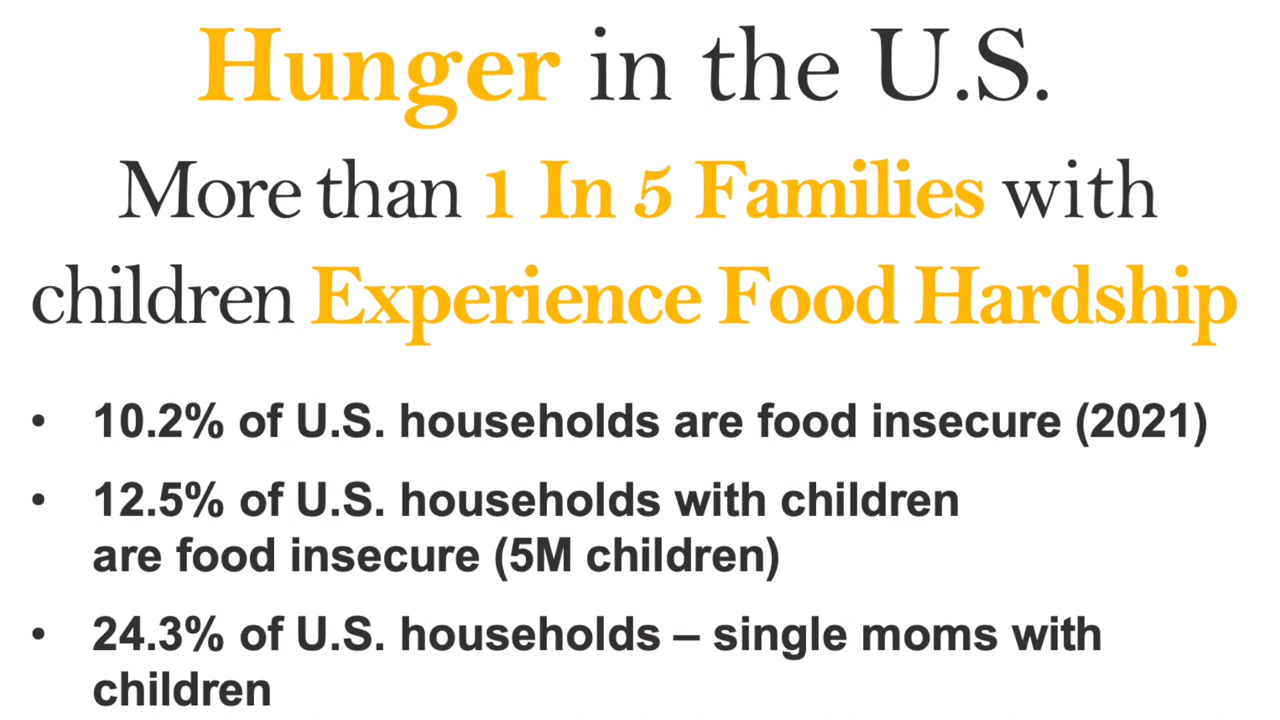 Hunger in the U.S.
More than 1 In 5 Families with
children Experience Food Hardship
• 10.2% of U.S. households are food insecure (2021)
• 12.5% of U.S. households with children
are food insecure (5M children)
• 24.3% of U.S. households – single moms with
children